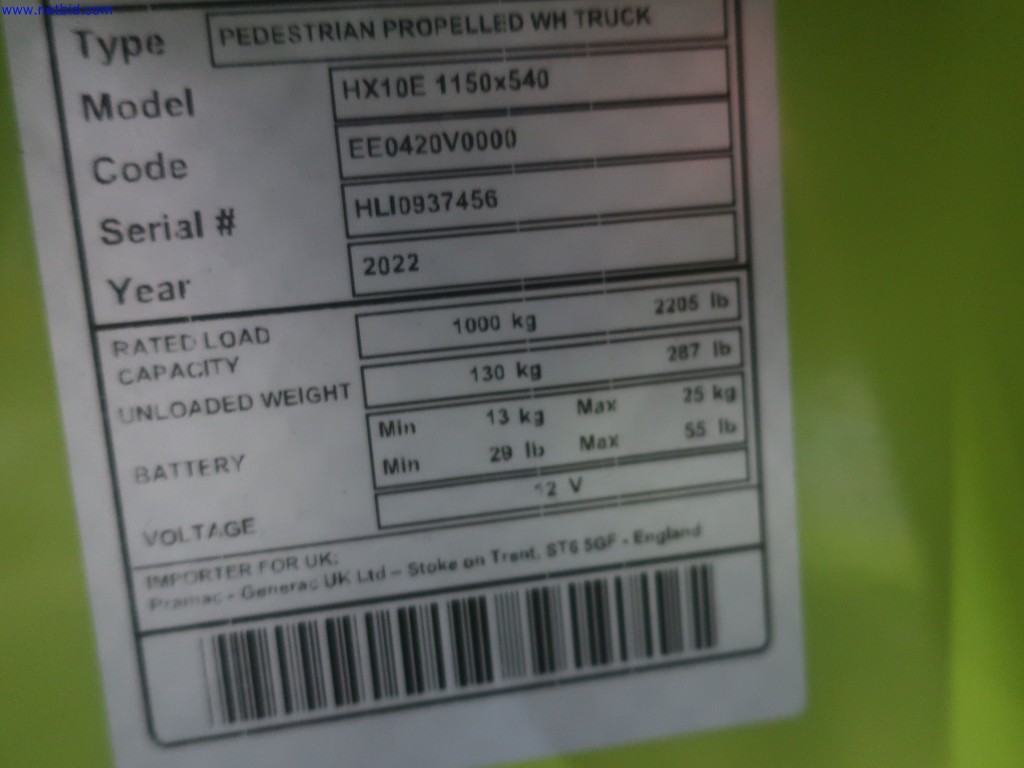 www.netbid.com
Type PEDESTRIAN PROPELLED WH TRUCK
Model HX10E 1150x540
Code EE0420V0000
Serial # HLI0937456
Year 2022
RATED LOAD CAPACITY 1000 kg 2205 lb
UNLOADED WEIGHT 130 kg 287 lb
BATTERY Min 13 kg Max 25 kg
Min 29 lb Max 55 lb
VOLTAGE 12 V
IMPORTER FOR UK:
Pramac - Generac UK Ltd – Stoke on Trent, ST6 5GF - England